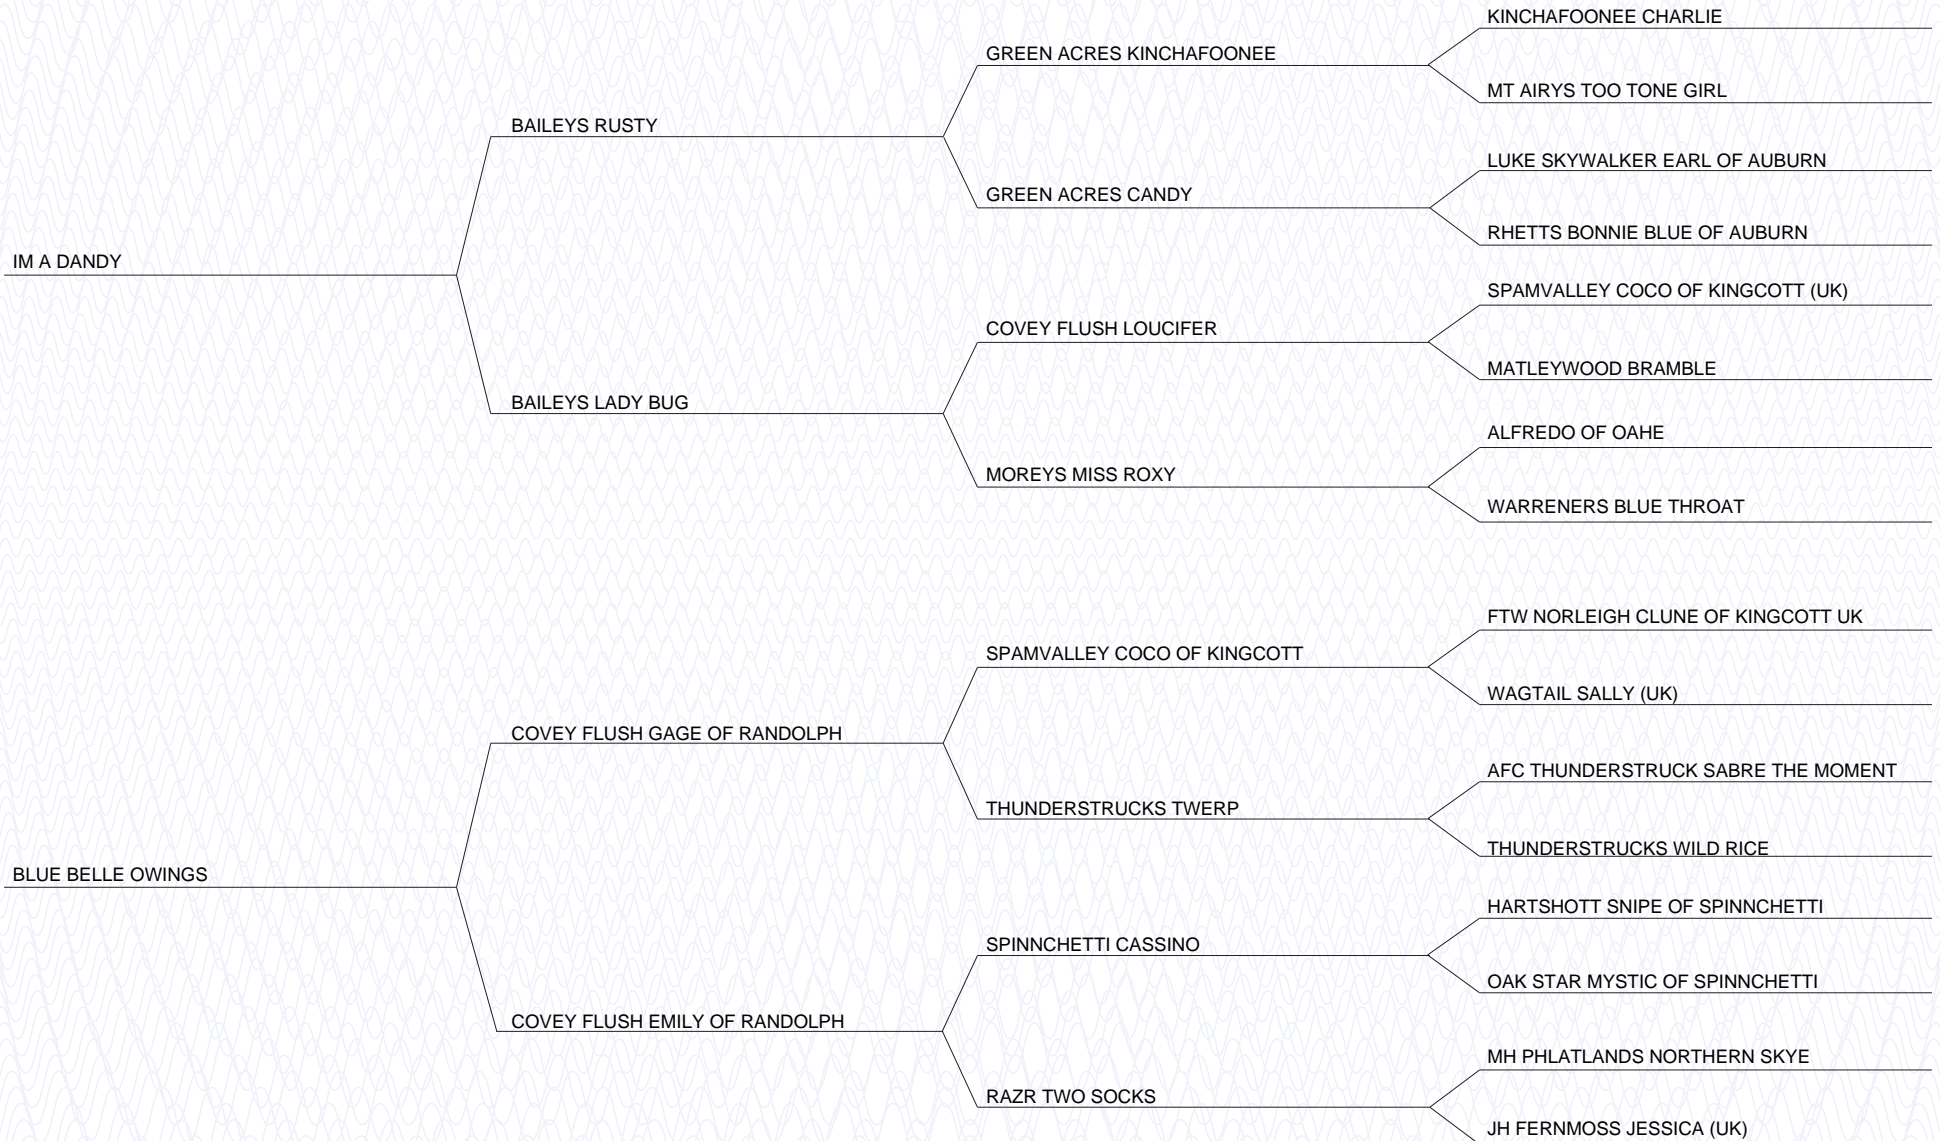 KINCHAFOONEE CHARLIE
GREEN ACRES KINCHAFOONEE
MT AIRYS TOO TONE GIRL
BAILEYS RUSTY
LUKE SKYWALKER EARL OF AUBURN
GREEN ACRES CANDY
RHETTS BONNIE BLUE OF AUBURN
IM A DANDY
SPAMVALLEY COCO OF KINGCOTT (UK)
COVEY FLUSH LOUCIFER
MATLEYWOOD BRAMBLE
BAILEYS LADY BUG
ALFREDO OF OAHE
MOREYS MISS ROXY
WARRENERS BLUE THROAT
FTW NORLEIGH CLUNE OF KINGCOTT UK
SPAMVALLEY COCO OF KINGCOTT
WAGTAIL SALLY (UK)
COVEY FLUSH GAGE OF RANDOLPH
AFC THUNDERSTRUCK SABRE THE MOMENT
THUNDERSTRUCKS TWERP
THUNDERSTRUCKS WILD RICE
BLUE BELLE OWINGS
HARTSHOTT SNIPE OF SPINNCHETTI
SPINNCHETTI CASSINO
OAK STAR MYSTIC OF SPINNCHETTI
COVEY FLUSH EMILY OF RANDOLPH
MH PHLATLANDS NORTHERN SKYE
RAZR TWO SOCKS
JH FERNMOSS JESSICA (UK)